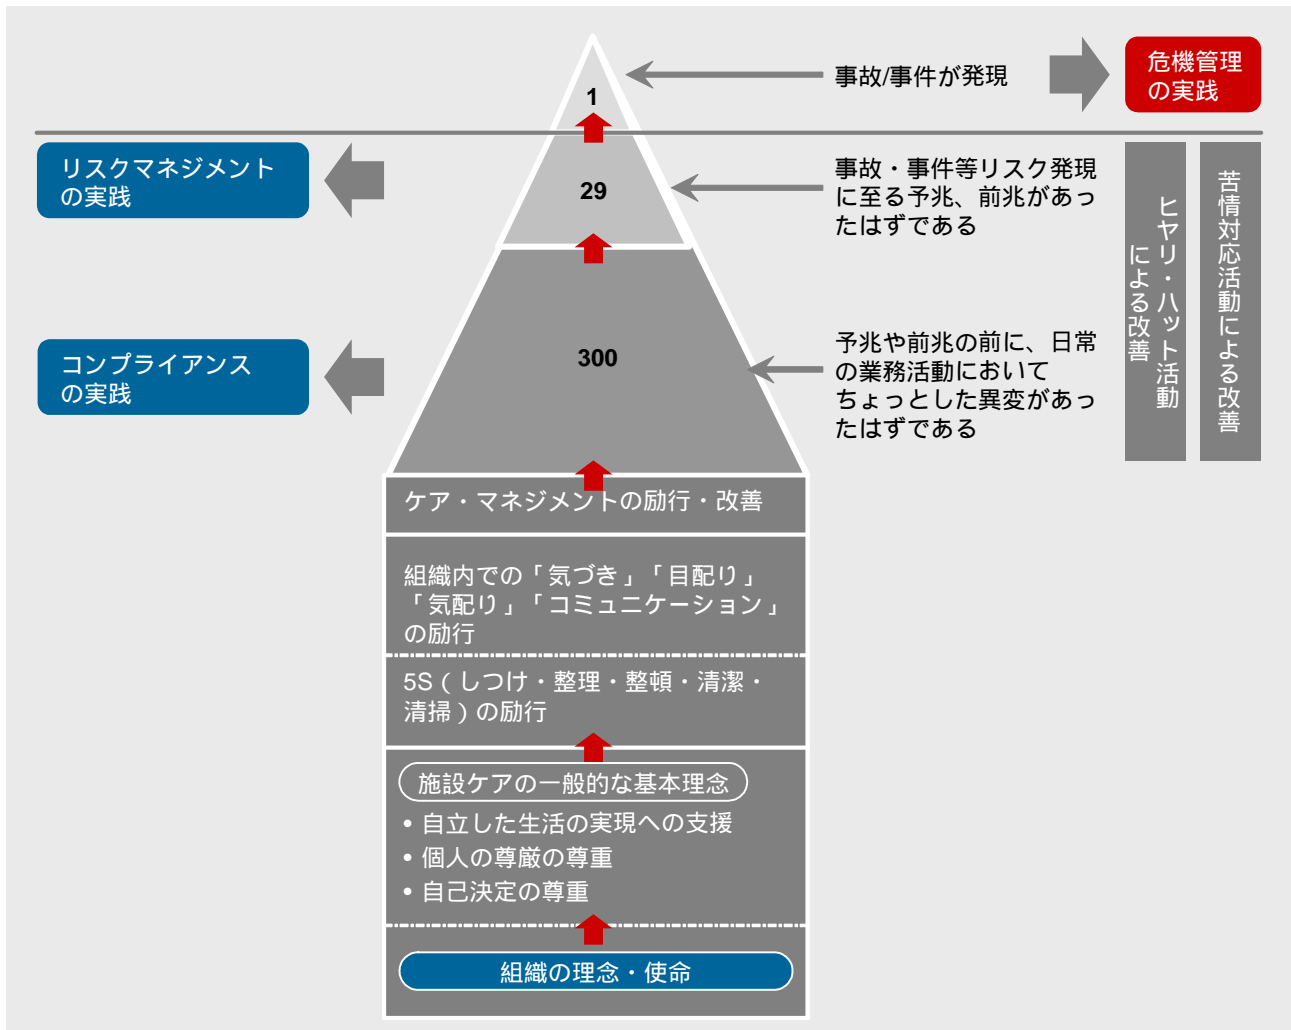 1
事故/事件が発現
危機管理
の実践
リスクマネジメント
の実践
29
事故・事件等リスク発現
に至る予兆、前兆があっ
たはずである
コンプライアンス
の実践
300
予兆や前兆の前に、日常
の業務活動において
ちょっとした異変があっ
たはずである
ヒヤリ・ハット活動
による改善
苦情対応活動による改善
ケア・マネジメントの励行・改善
組織内での「気づき」「目配り」
「気配り」「コミュニケーション」
の励行
5S(しつけ・整理・整頓・清潔・
清掃)の励行
施設ケアの一般的な基本理念
• 自立した生活の実現への支援
• 個人の尊厳の尊重
• 自己決定の尊重
組織の理念・使命